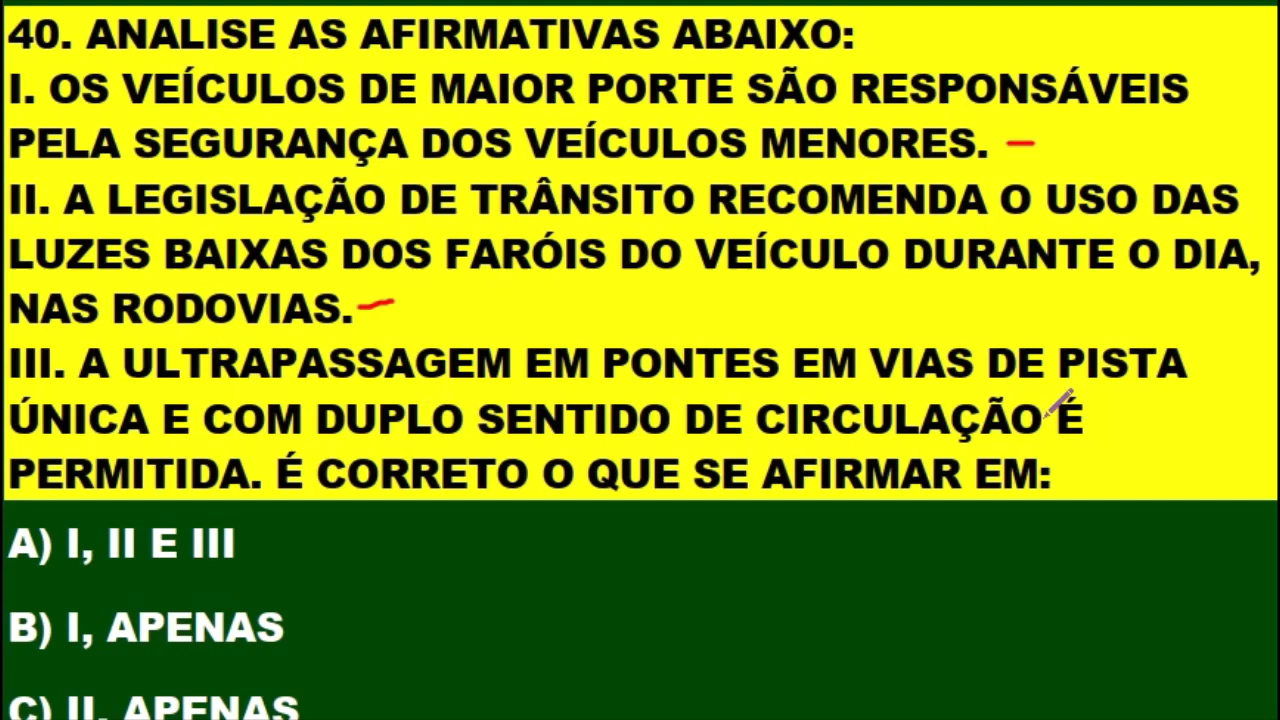 40. ANALISE AS AFIRMATIVAS ABAIXO:
I. OS VEÍCULOS DE MAIOR PORTE SÃO RESPONSÁVEIS
PELA SEGURANÇA DOS VEÍCULOS MENORES.
II. A LEGISLAÇÃO DE TRÂNSITO RECOMENDA O USO DAS
LUZES BAIXAS DOS FARÓIS DO VEÍCULO DURANTE O DIA,
NAS RODOVIAS.
III. A ULTRAPASSAGEM EM PONTES EM VIAS DE PISTA
ÚNICA E COM DUPLO SENTIDO DE CIRCULAÇÃO É
PERMITIDA. É CORRETO O QUE SE AFIRMAR EM:
A) I, II E III
B) I, APENAS
C) II, APENAS